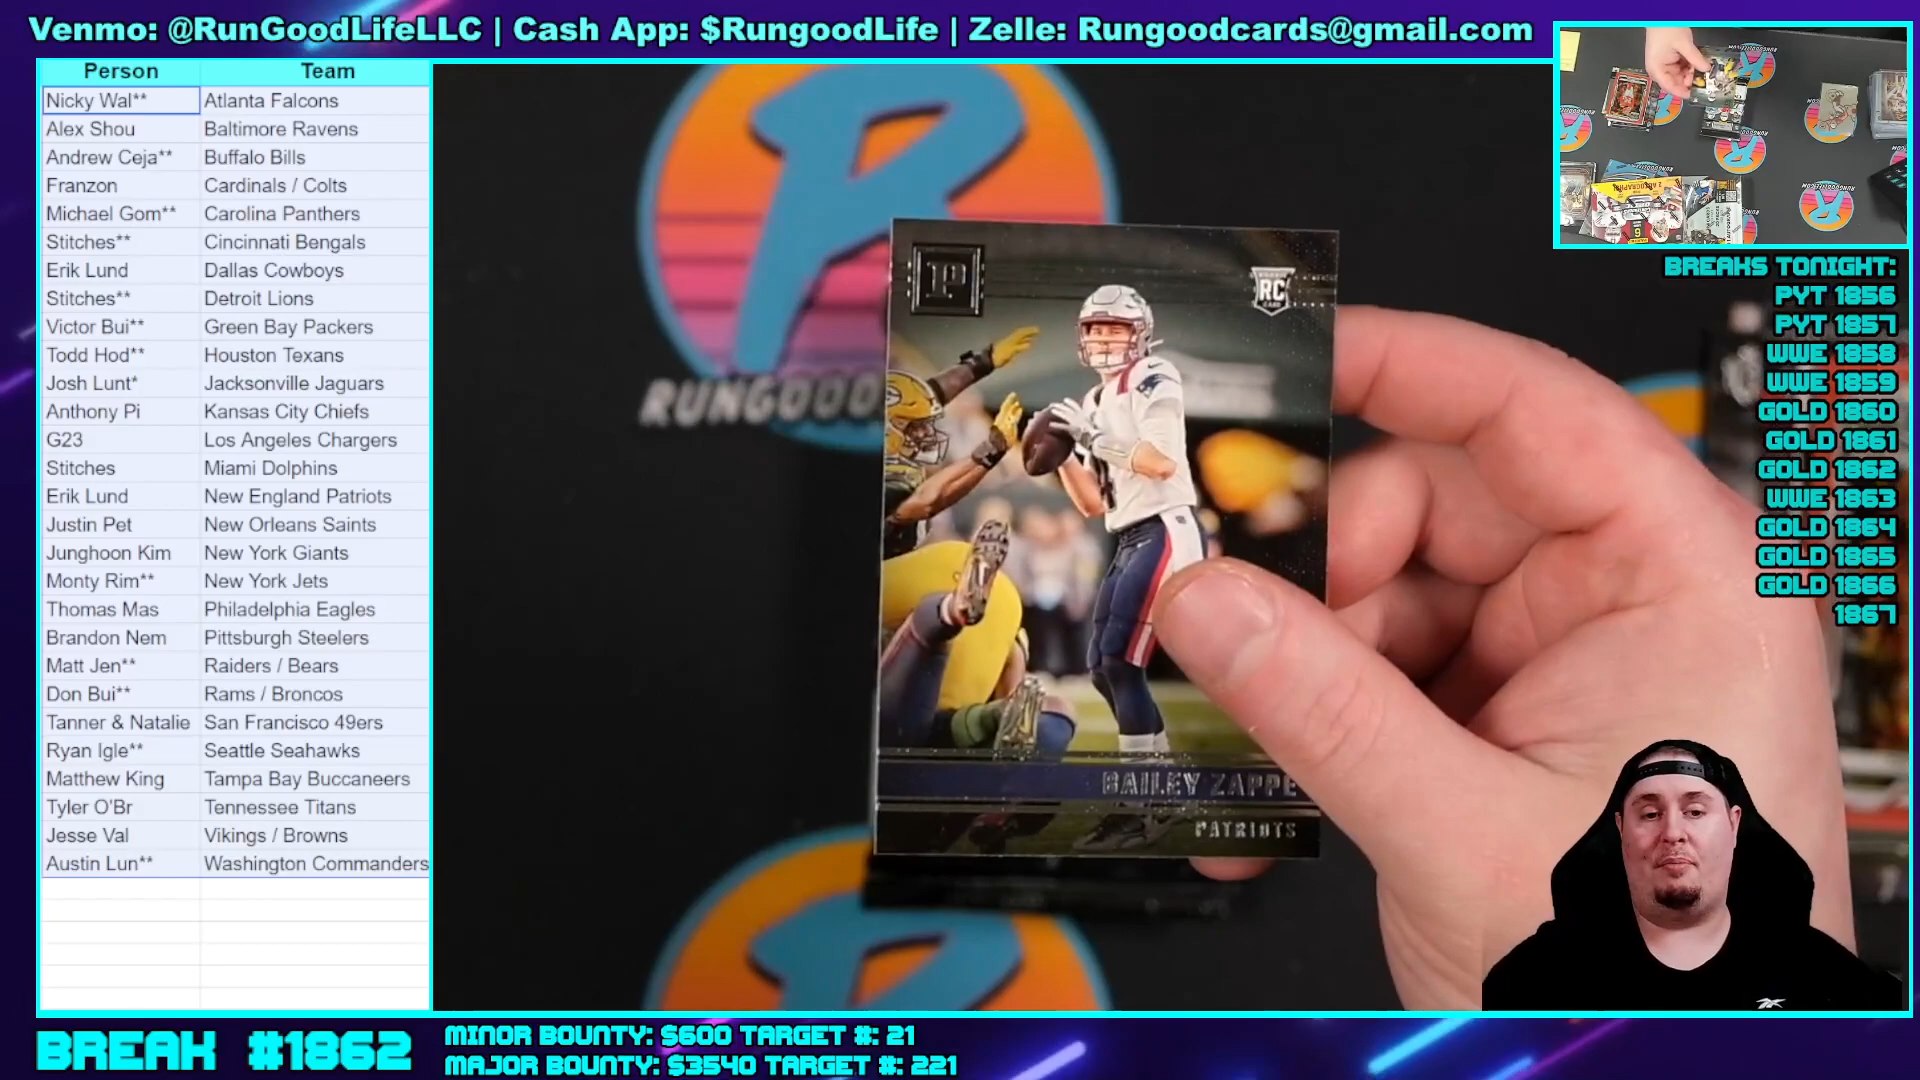 Venmo: @RunGoodLifeLLC | Cash App: $RungoodLife | Zelle: Rungoodcards@gmail.com
Person Team
Nicky Wal** Atlanta Falcons
Alex Shou Baltimore Ravens
Andrew Ceja** Buffalo Bills
Franzon Cardinals / Colts
Michael Gom** Carolina Panthers
Stitches** Cincinnati Bengals
Erik Lund Dallas Cowboys
Stitches** Detroit Lions
Victor Bui** Green Bay Packers
Todd Hod** Houston Texans
Josh Lunt* Jacksonville Jaguars
Anthony Pi Kansas City Chiefs
G23 Los Angeles Chargers
Stitches Miami Dolphins
Erik Lund New England Patriots
Justin Pet New Orleans Saints
Junghoon Kim New York Giants
Monty Rim** New York Jets
Thomas Mas Philadelphia Eagles
Brandon Nem Pittsburgh Steelers
Matt Jen** Raiders / Bears
Don Bui** Rams / Broncos
Tanner & Natalie San Francisco 49ers
Ryan Igle** Seattle Seahawks
Matthew King Tampa Bay Buccaneers
Tyler O'Br Tennessee Titans
Jesse Val Vikings / Browns
Austin Lun** Washington Commanders
RUNGOOD
P
RC
BAILEY ZAPPE
PATRIOTS
BREAKS TONIGHT:
PYT 1856
PYT 1857
WWE 1858
WWE 1859
GOLD 1860
GOLD 1861
GOLD 1862
WWE 1863
GOLD 1864
GOLD 1865
GOLD 1866
1867
BREAK #1862
MINOR BOUNTY: $600 TARGET #: 21
MAJOR BOUNTY: $3540 TARGET #: 221